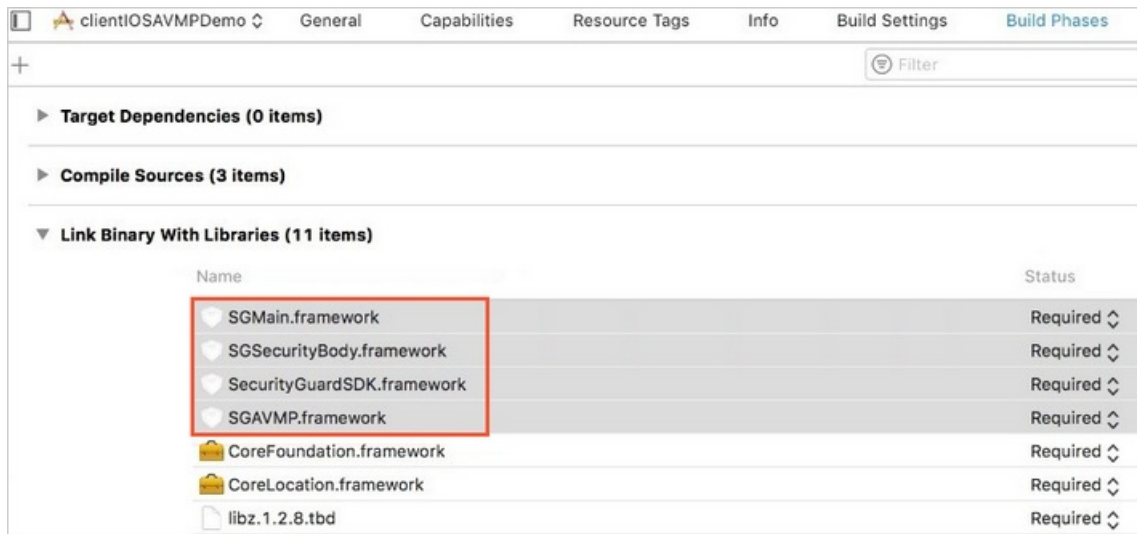 clientIOSAVMPDemo General Capabilities Resource Tags Info Build Settings Build Phases
Filter
Target Dependencies (0 items)
Compile Sources (3 items)
Link Binary With Libraries (11 items)
Name Status
SGMain.framework Required
SGSecurityBody.framework Required
SecurityGuardSDK.framework Required
SGAVMP.framework Required
CoreFoundation.framework Required
CoreLocation.framework Required
libz.1.2.8.tbd Required